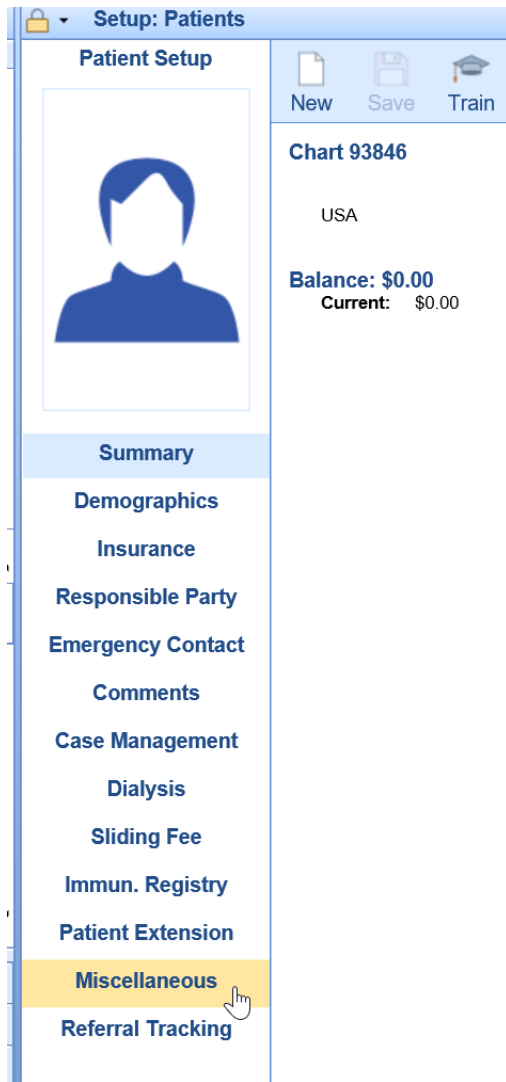 Setup: Patients
Patient Setup
New Save Train
Chart 93846
USA
Balance: $0.00
Current: $0.00
Summary
Demographics
Insurance
Responsible Party
Emergency Contact
Comments
Case Management
Dialysis
Sliding Fee
Immun. Registry
Patient Extension
Miscellaneous
Referral Tracking